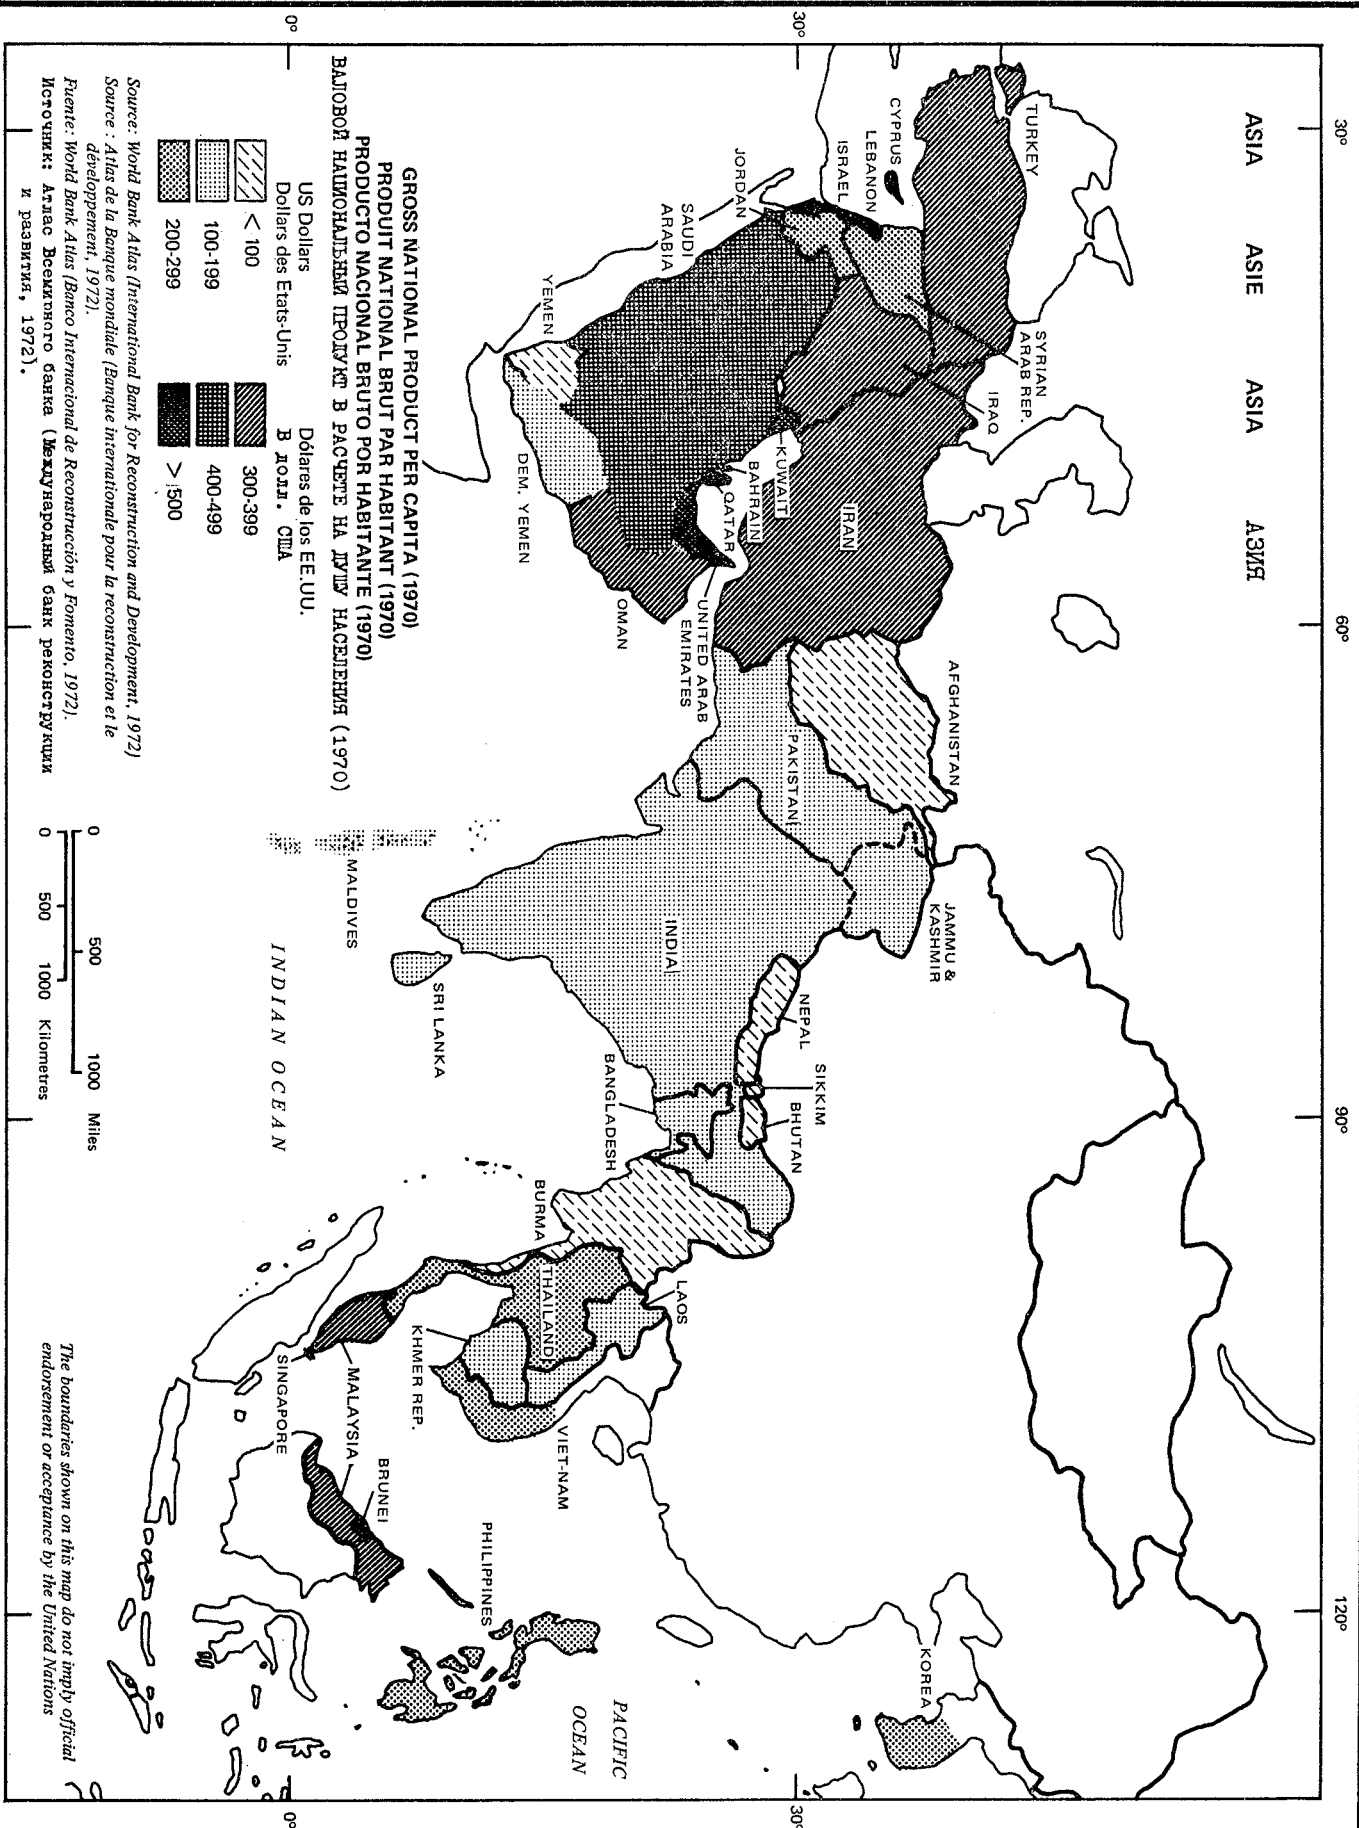 ASIA ASIE ASIA АЗИЯ
30°
60°
90°
120°
30°
0°
30°
0°
TURKEY
CYPRUS
LEBANON
ISRAEL
JORDAN
SAUDI
ARABIA
YEMEN
SYRIAN
ARAB REP.
IRAQ
IRAN
KUWAIT
BAHRAIN
QATAR
UNITED ARAB
EMIRATES
OMAN
DEM. YEMEN
AFGHANISTAN
PAKISTAN
JAMMU &
KASHMIR
INDIA
NEPAL
SIKKIM
BHUTAN
BANGLADESH
BURMA
SRI LANKA
MALDIVES
LAOS
THAILAND
KHMER REP.
VIET-NAM
MALAYSIA
SINGAPORE
BRUNEI
PHILIPPINES
KOREA
PACIFIC
OCEAN
INDIAN OCEAN
GROSS NATIONAL PRODUCT PER CAPITA (1970)
PRODUIT NATIONAL BRUT PAR HABITANT (1970)
PRODUCTO NACIONAL BRUTO POR HABITANTE (1970)
ВАЛОВОЙ НАЦИОНАЛЬНЫЙ ПРОДУКТ В РАСЧЕТЕ НА ДУШУ НАСЕЛЕНИЯ (1970)
US Dollars Dólares de los EE.UU.
Dollars des Etats-Unis В долл. США
< 100 300-399
100-199 400-499
200-299 > 500
Source: World Bank Atlas (International Bank for Reconstruction and Development, 1972)
Source : Atlas de la Banque mondiale (Banque internationale pour la reconstruction et le
développement, 1972).
Fuente: World Bank Atlas (Banco Internacional de Reconstrucción y Fomento, 1972).
Источник: Атлас Всемирного банка (Международный банк реконструкции
и развития, 1972).
0 500 1000 Miles
0 500 1000 Kilometres
The boundaries shown on this map do not imply official
endorsement or acceptance by the United Nations